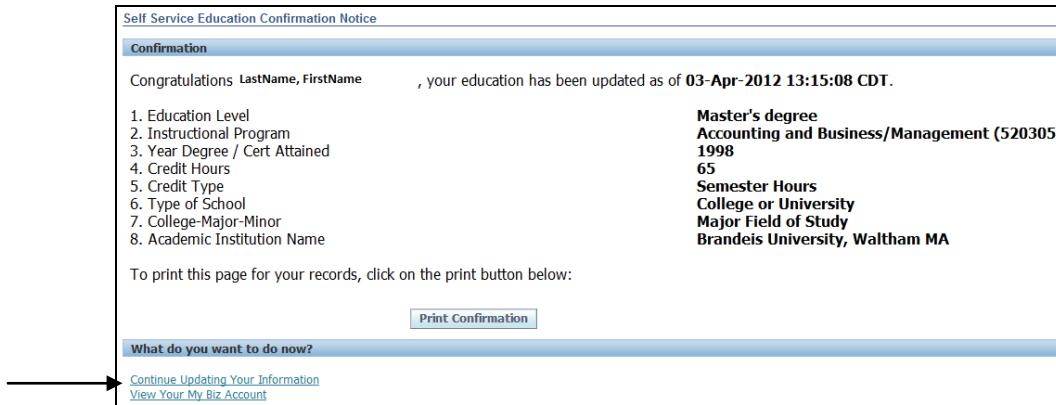 Self Service Education Confirmation Notice
Confirmation
Congratulations LastName, FirstName , your education has been updated as of 03-Apr-2012 13:15:08 CDT.
1. Education Level Master's degree
2. Instructional Program Accounting and Business/Management (520305
3. Year Degree / Cert Attained 1998
4. Credit Hours 65
5. Credit Type Semester Hours
6. Type of School College or University
7. College-Major-Minor Major Field of Study
8. Academic Institution Name Brandeis University, Waltham MA
To print this page for your records, click on the print button below:
Print Confirmation
What do you want to do now?
Continue Updating Your Information
View Your My Biz Account